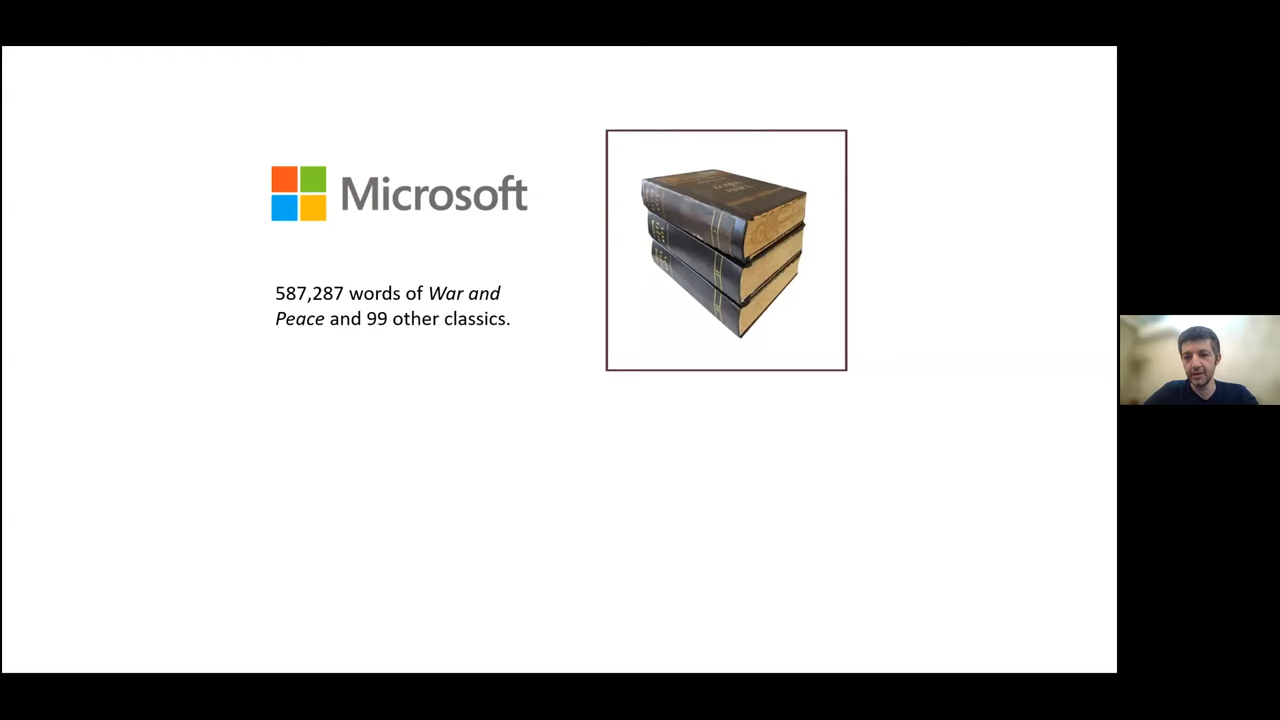 Microsoft
587,287 words of War and
Peace and 99 other classics.